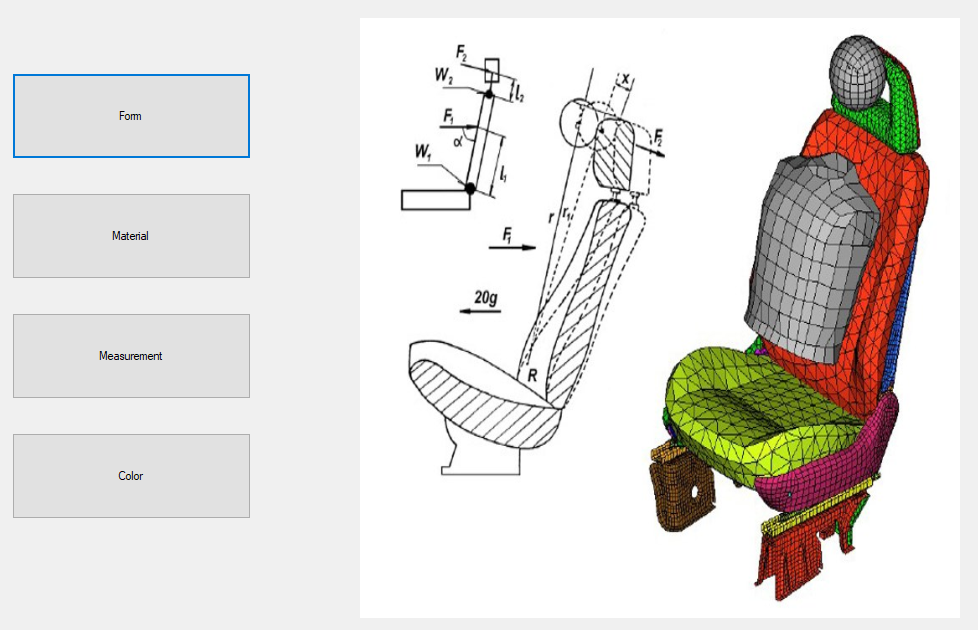 Form
Material
Measurement
Color
F2
W2
l2
F1
α
W1
l1
x
F2
r
r1
F1
20g
R